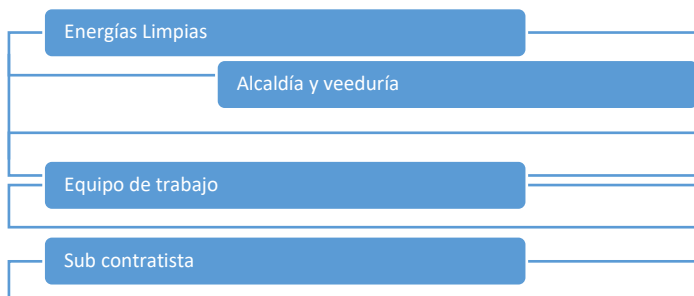 Energías Limpias
Alcaldía y veeduría
Equipo de trabajo
Sub contratista